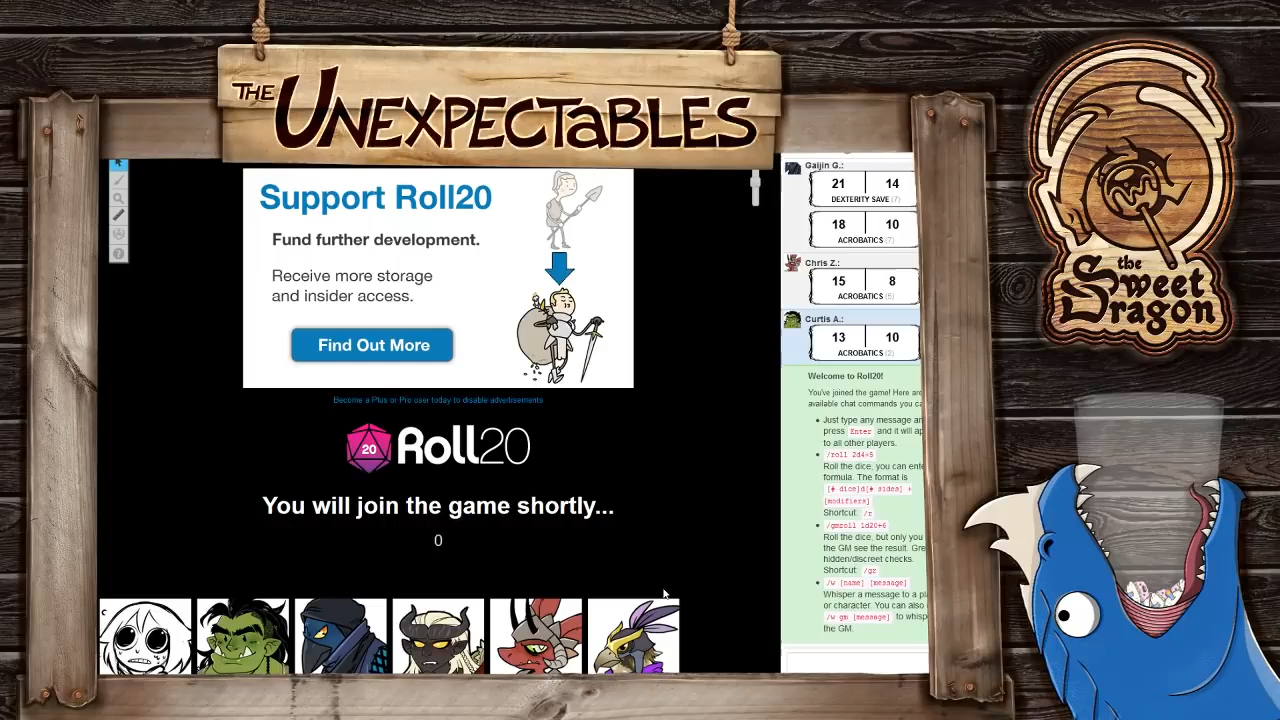 THE UNEXPECTABLES
Support Roll20
Fund further development.
Receive more storage
and insider access.
Find Out More
Become a Plus or Pro user today to disable advertisements
20
Roll20
You will join the game shortly...
0
Gaijin G.:
21 14
DEXTERITY SAVE (7)
18 10
ACROBATICS (7)
Chris Z.:
15 8
ACROBATICS (5)
Curtis A.:
13 10
ACROBATICS (2)
Welcome to Roll20!
You've joined the game! Here are
available chat commands you ca
Just type any message an
press Enter and it will ap
to all other players.
/roll 2d4+5
Roll the dice, you can ente
formula. The format is
[# dice]d[# sides] +
[modifiers]
Shortcut: /r
/gmroll 1d20+6
Roll the dice, but only you
the GM see the result. Gre
hidden/discreet checks.
Shortcut: /gr
/w [name] [message]
Whisper a message to a pl
or character. You can also
/w gm [message] to whisp
the GM.
the
Sweet
Dragon